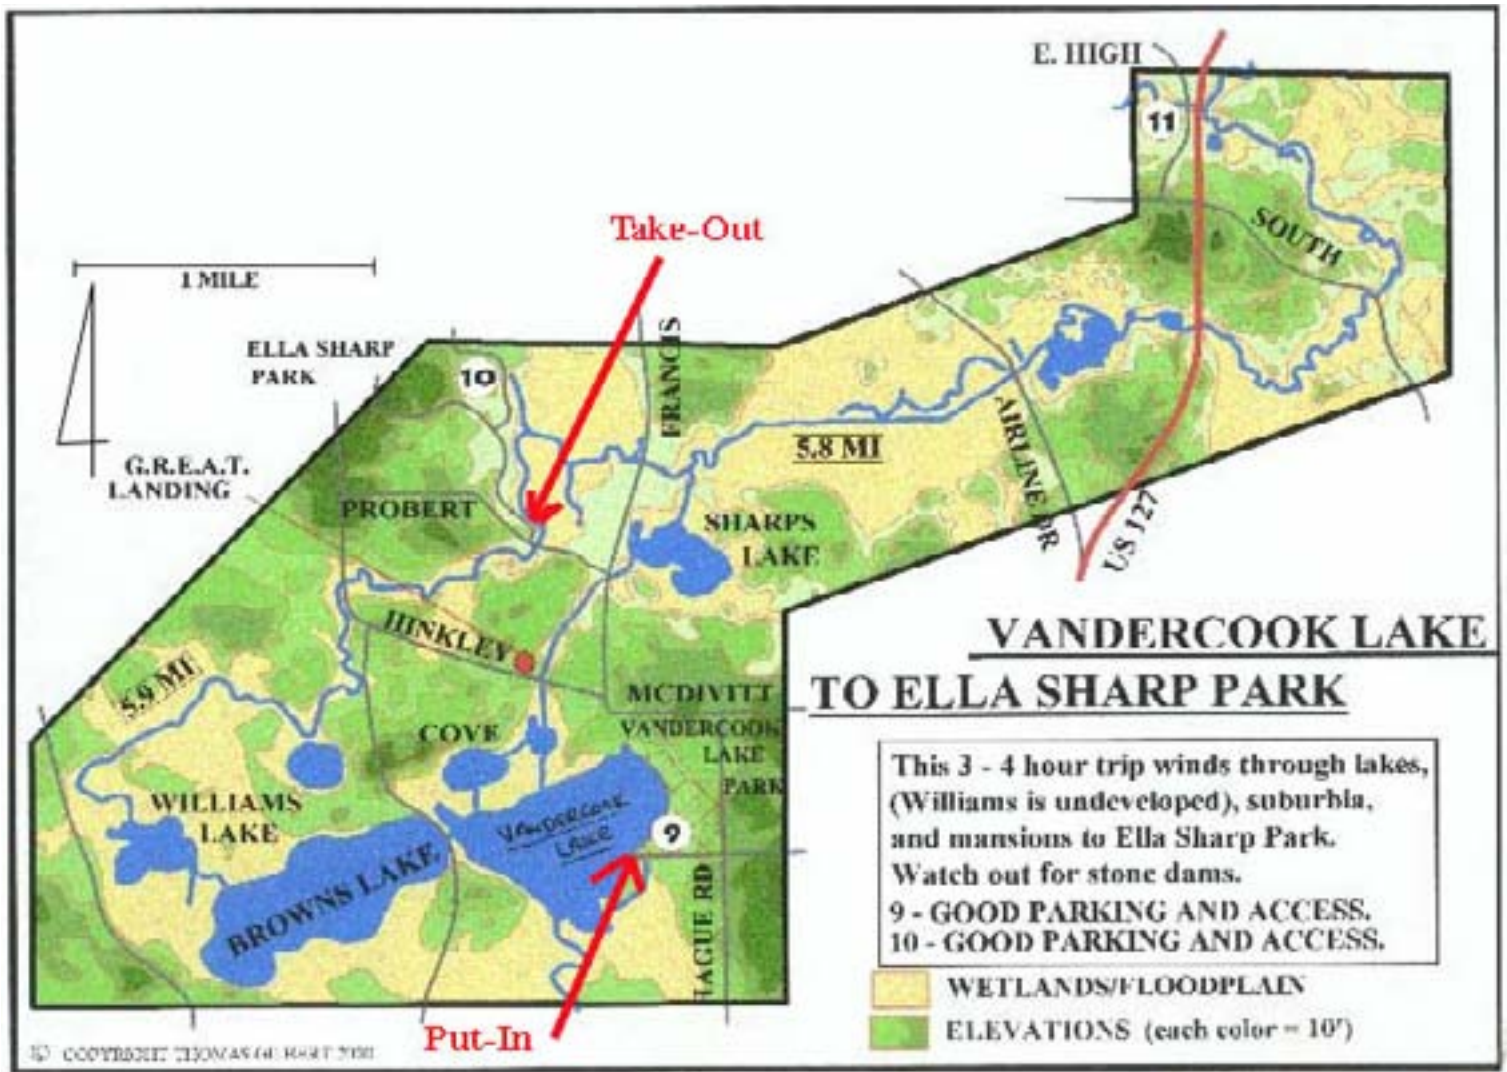 E. HIGH
11
Take-Out
SOUTH
1 MILE
FRANCIS
ELLA SHARP
PARK
10
AIRLINE DR
5.8 MI
G.R.E.A.T.
LANDING
PROBERT
SHARPS
LAKE
US 127
HINKLEY
VANDERCOOK LAKE
TO ELLA SHARP PARK
5.9 MI
MCDIVITT
COVE
VANDERCOOK
LAKE
PARK
WILLIAMS
LAKE
VANDERCOOK
LAKE
9
BROWNS LAKE
HAGUE RD
This 3 - 4 hour trip winds through lakes,
(Williams is undeveloped), suburbia,
and mansions to Ella Sharp Park.
Watch out for stone dams.
9 - GOOD PARKING AND ACCESS.
10 - GOOD PARKING AND ACCESS.
WETLANDS/FLOODPLAIN
ELEVATIONS (each color = 10')
Put-In
© COPYRIGHT THOMAS